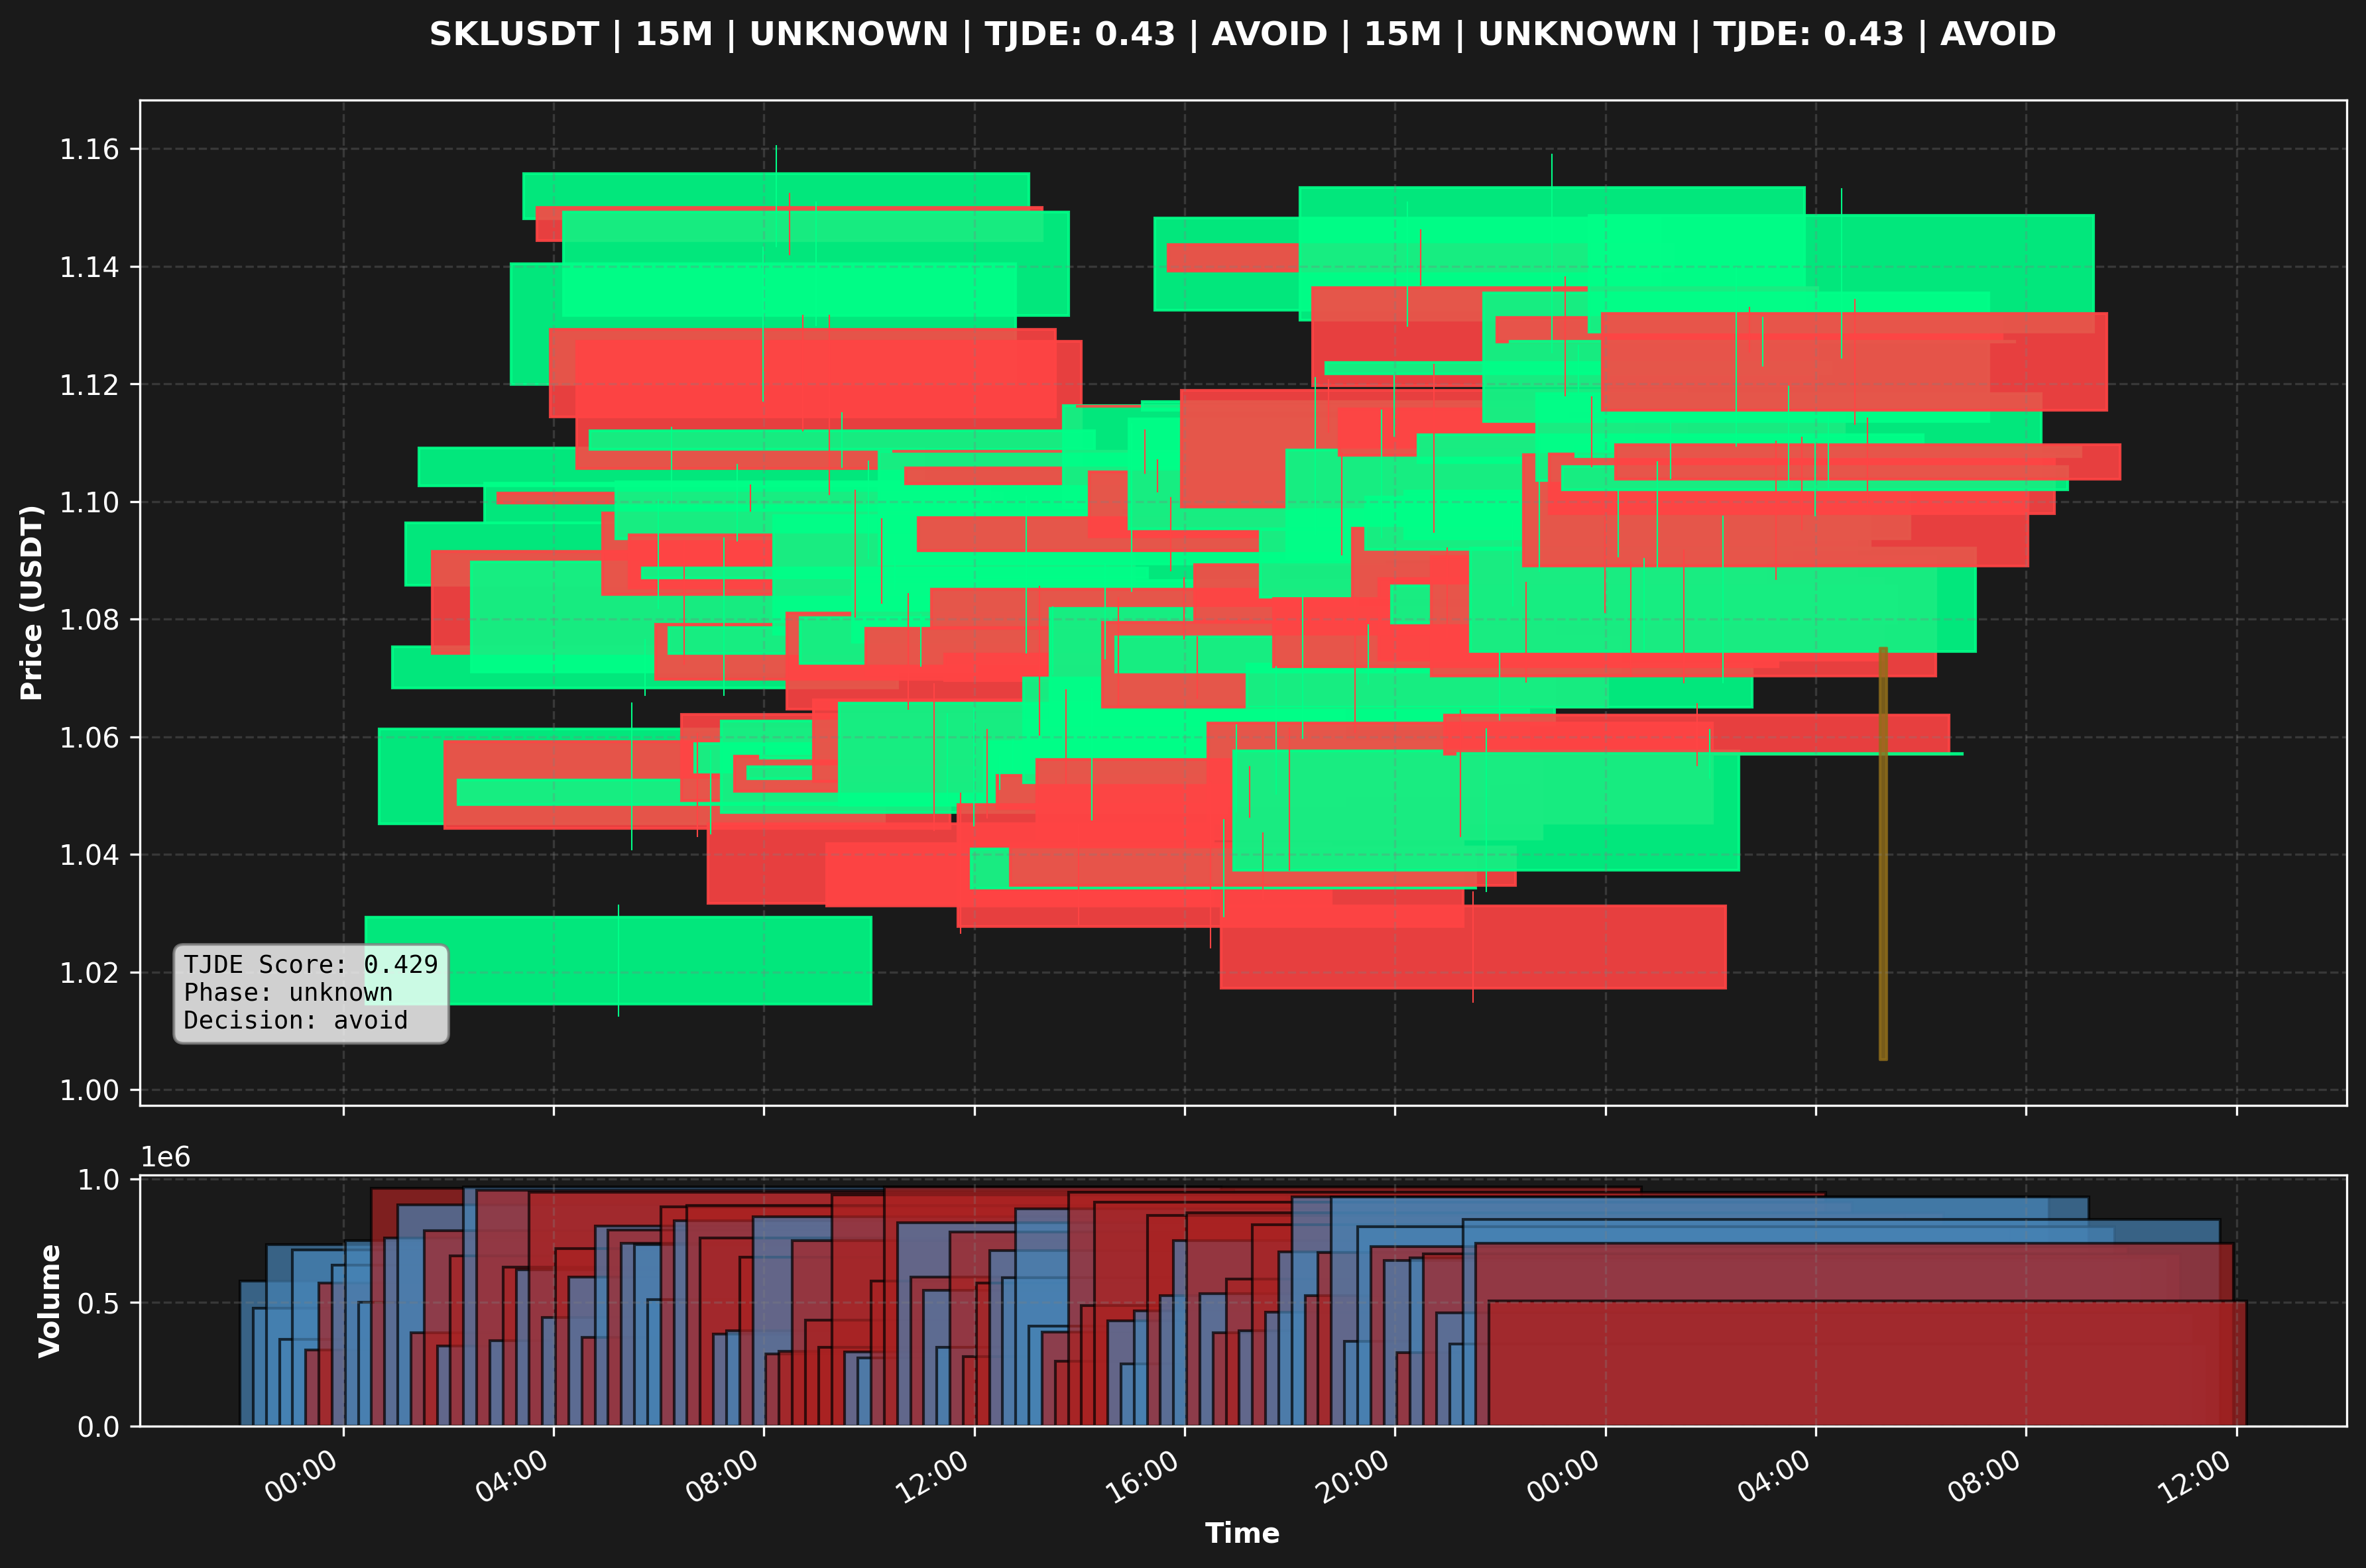 SKLUSDT | 15M | UNKNOWN | TJDE: 0.43 | AVOID | 15M | UNKNOWN | TJDE: 0.43 | AVOID
Price (USDT)
1.16
1.14
1.12
1.10
1.08
1.06
1.04
1.02
1.00
TJDE Score: 0.429
Phase: unknown
Decision: avoid
1e6
Volume
1.0
0.5
0.0
00:00 04:00 08:00 12:00 16:00 20:00 00:00 04:00 08:00 12:00
Time